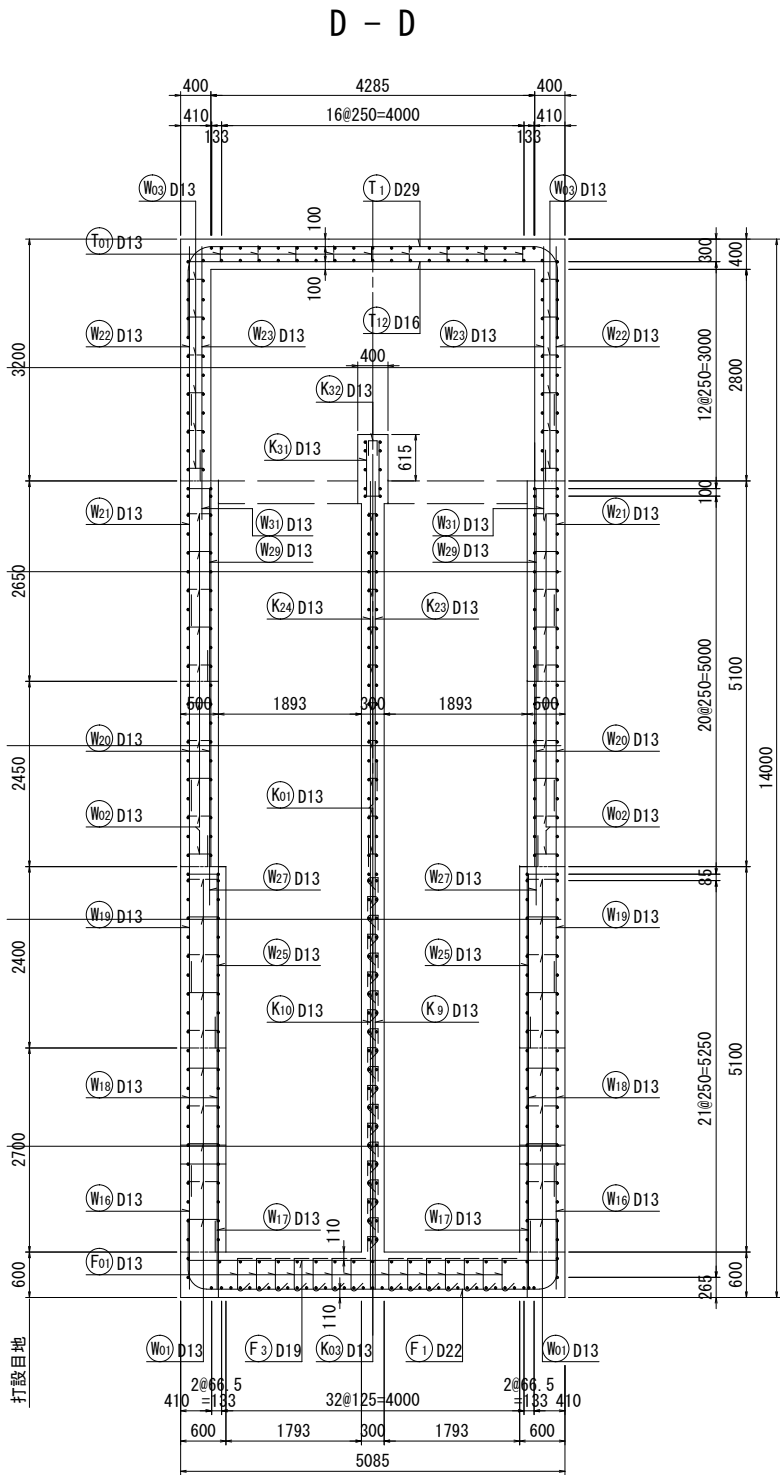 D - D
400 4285 400
410 16@250=4000 410
133 133
W03 D13 T1 D29 W03 D13
100
T01 D13
300 400
100
T12 D16
W22 D13 W23 D13 W23 D13 W22 D13
3200 400 12@250=3000 2800
K32 D13
K31 D13 615
100
W21 D13 W31 D13 W31 D13 W21 D13
W29 D13 W29 D13
2650
K24 D13 K23 D13
20@250=5000 5100
500 1893 300 1893 500
W20 D13 W20 D13
2450 14000
K01 D13
W02 D13 W02 D13
W27 D13 W27 D13
85
W19 D13 W19 D13
2400
W25 D13 W25 D13
K10 D13 K9 D13
21@250=5250 5100
W18 D13 W18 D13
2700
W16 D13 W17 D13 W17 D13 W16 D13
110
F01 D13
600 265 600
110
打設目地
W01 D13 F3 D19 K03 D13 F1 D22 W01 D13
2@66.5 2@66.5
410 =133 32@125=4000 =133 410
600 1793 300 1793 600
5085